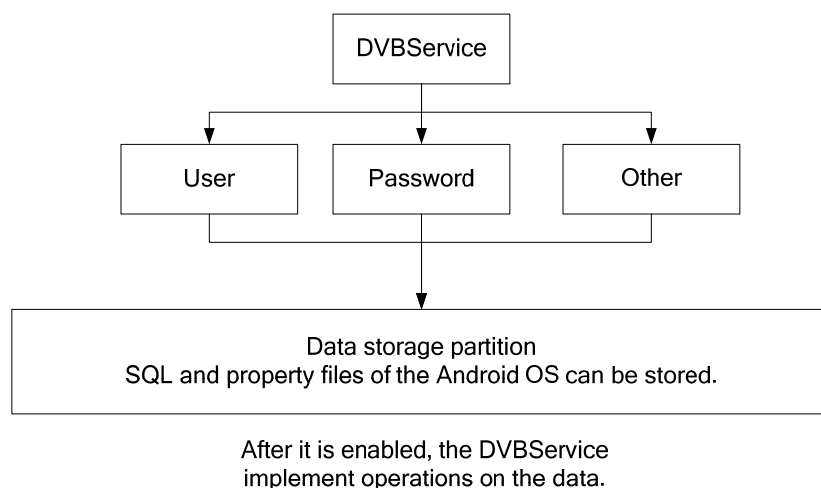 DVBService
User
Password
Other
Data storage partition
SQL and property files of the Android OS can be stored.
After it is enabled, the DVBService
implement operations on the data.